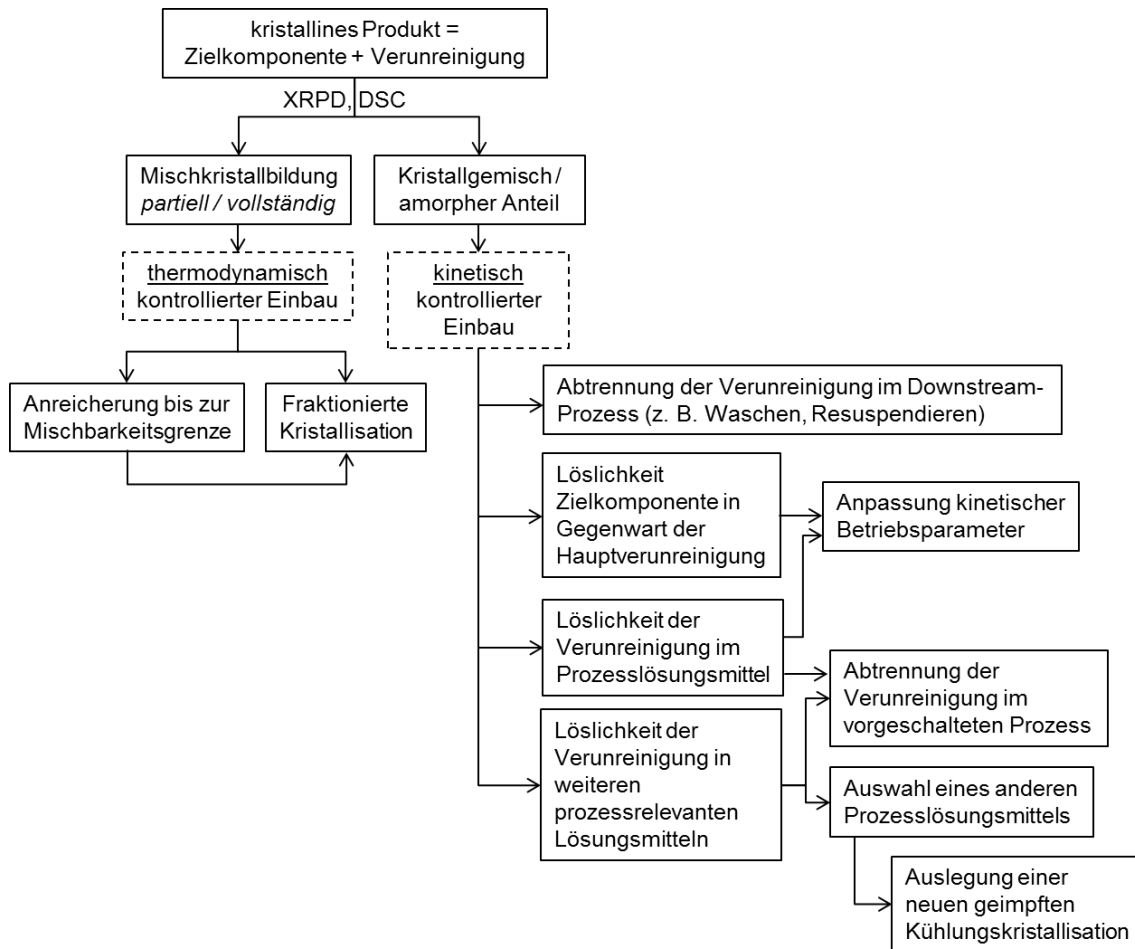 kristallines Produkt =
Zielkomponente + Verunreinigung
XRPD, DSC
Mischkristallbildung
partiell / vollständig
Kristallgemisch /
amorpher Anteil
thermodynamisch
kontrollierter Einbau
kinetisch
kontrollierter
Einbau
Anreicherung bis zur
Mischbarkeitsgrenze
Fraktionierte
Kristallisation
Abtrennung der Verunreinigung im Downstream-
Prozess (z. B. Waschen, Resuspendieren)
Löslichkeit
Zielkomponente in
Gegenwart der
Hauptverunreinigung
Anpassung kinetischer
Betriebsparameter
Löslichkeit der
Verunreinigung im
Prozesslösungsmittel
Abtrennung der
Verunreinigung im
vorgeschalteten Prozess
Löslichkeit der
Verunreinigung in
weiteren
prozessrelevanten
Lösungsmitteln
Auswahl eines anderen
Prozesslösungsmittels
Auslegung einer
neuen geimpften
Kühlungskristallisation